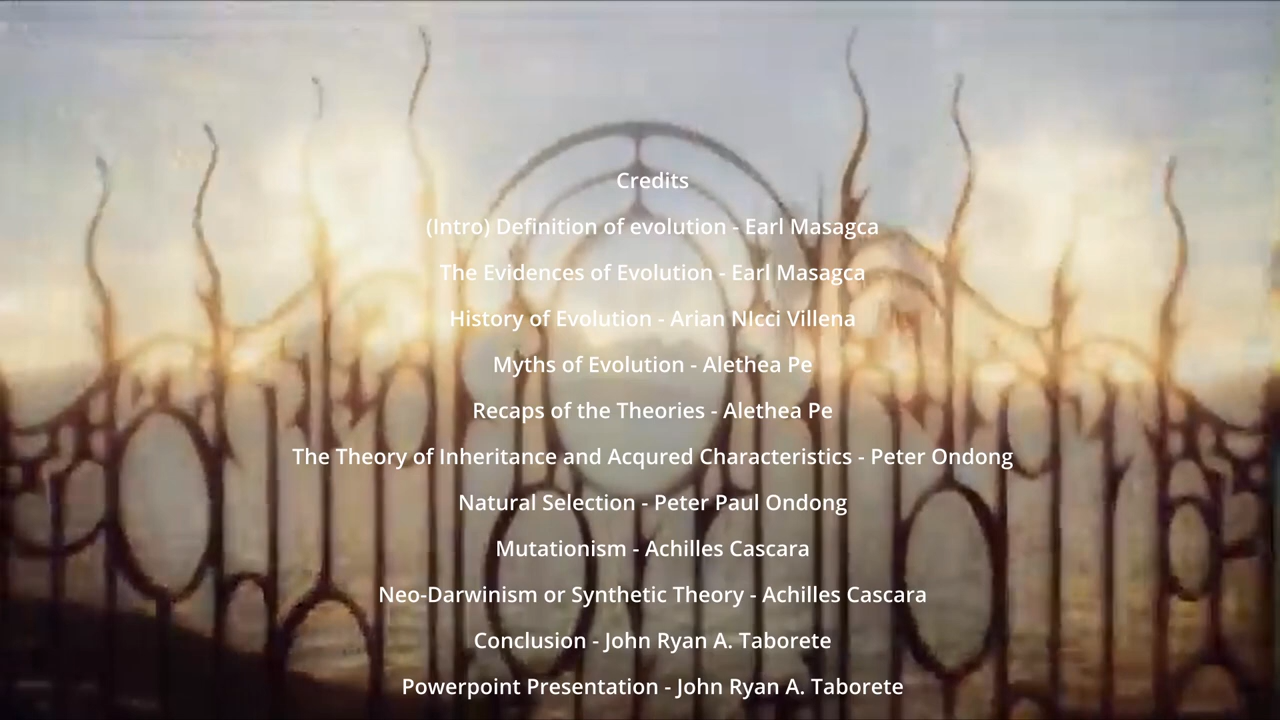 Credits
(Intro) Definition of evolution - Earl Masagca
The Evidences of Evolution - Earl Masagca
History of Evolution - Arian NIcci Villena
Myths of Evolution - Alethea Pe
Recaps of the Theories - Alethea Pe
The Theory of Inheritance and Acqured Characteristics - Peter Ondong
Natural Selection - Peter Paul Ondong
Mutationism - Achilles Cascara
Neo-Darwinism or Synthetic Theory - Achilles Cascara
Conclusion - John Ryan A. Taborete
Powerpoint Presentation - John Ryan A. Taborete